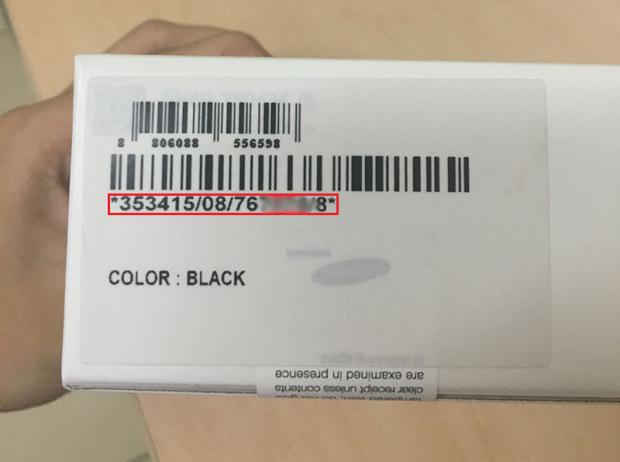 8 806088 556598
*353415/08/76 /8*
COLOR : BLACK
are examined in presence
clear receipt unless contents